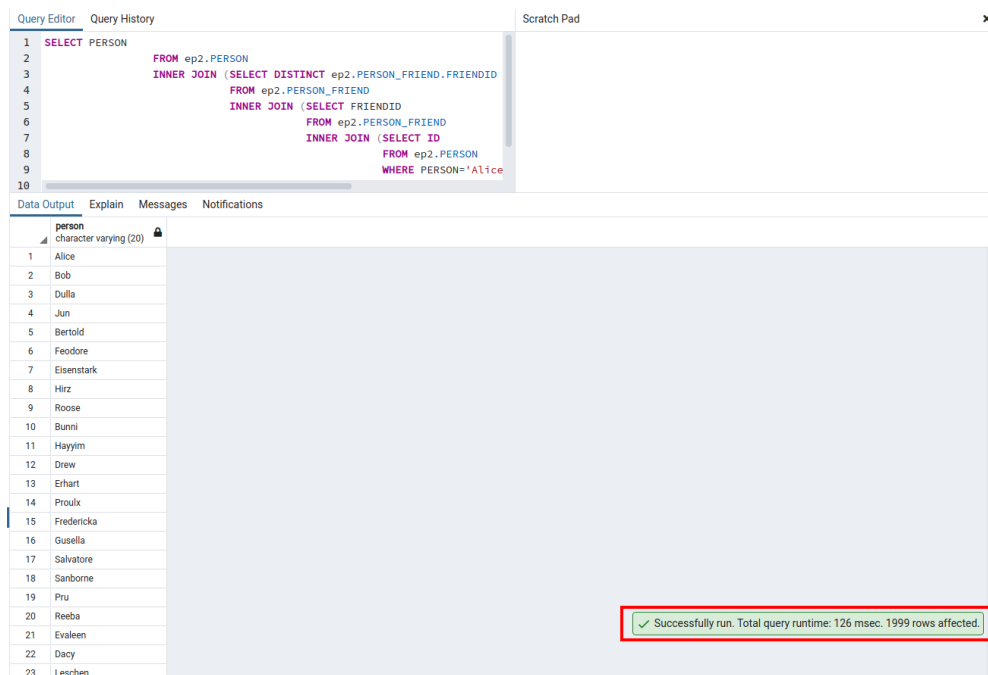 Query Editor Query History
Scratch Pad
1 SELECT PERSON
2 FROM ep2.PERSON
3 INNER JOIN (SELECT DISTINCT ep2.PERSON_FRIEND.FRIENDID
4 FROM ep2.PERSON_FRIEND
5 INNER JOIN (SELECT FRIENDID
6 FROM ep2.PERSON_FRIEND
7 INNER JOIN (SELECT ID
8 FROM ep2.PERSON
9 WHERE PERSON='Alice
10
Data Output Explain Messages Notifications
person
character varying (20)
1 Alice
2 Bob
3 Dulla
4 Jun
5 Bertold
6 Feodore
7 Eisenstark
8 Hirz
9 Roose
10 Bunni
11 Hayyim
12 Drew
13 Erhart
14 Proulx
15 Fredericka
16 Gusella
17 Salvatore
18 Sanborne
19 Pru
20 Reeba
Successfully run. Total query runtime: 126 msec. 1999 rows affected.
21 Evaleen
22 Dacy
23 Leschen